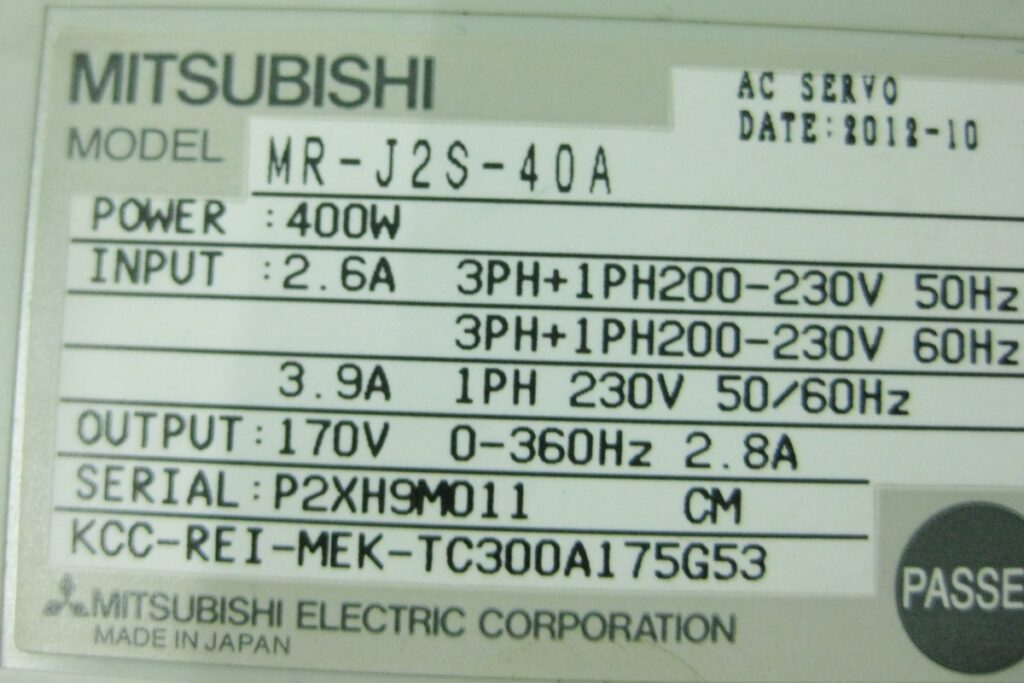 MITSUBISHI
AC SERVO
DATE:2012-10
MODEL MR-J2S-40A
POWER :400W
INPUT :2.6A 3PH+1PH200-230V 50Hz
3PH+1PH200-230V 60Hz
3.9A 1PH 230V 50/60Hz
OUTPUT:170V 0-360Hz 2.8A
SERIAL:P2XH9M011 CM
KCC-REI-MEK-TC300A175G53
PASSE
MITSUBISHI ELECTRIC CORPORATION
MADE IN JAPAN